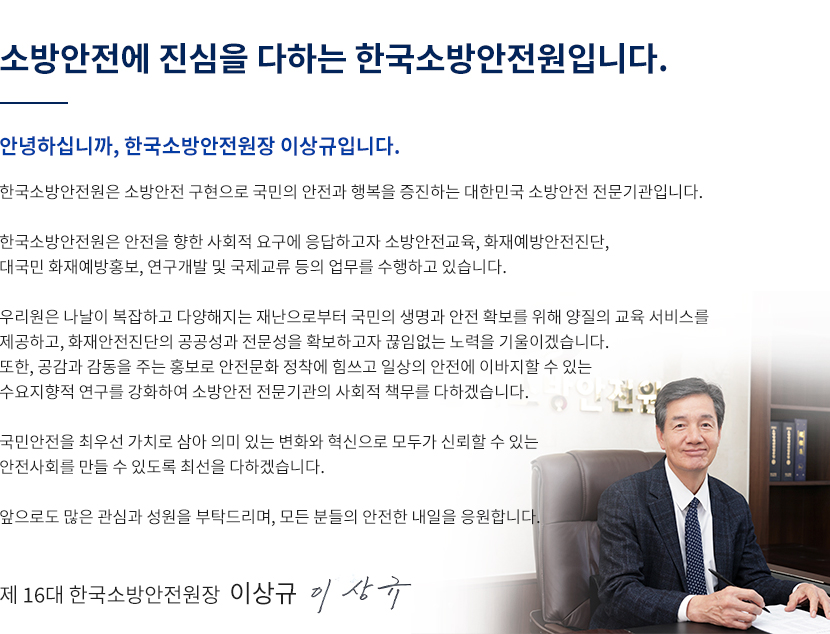 소방안전에 진심을 다하는 한국소방안전원입니다.
안녕하십니까, 한국소방안전원장 이상규입니다.
한국소방안전원은 소방안전 구현으로 국민의 안전과 행복을 증진하는 대한민국 소방안전 전문기관입니다.
한국소방안전원은 안전을 향한 사회적 요구에 응답하고자 소방안전교육, 화재예방안전진단,
대국민 화재예방홍보, 연구개발 및 국제교류 등의 업무를 수행하고 있습니다.
우리원은 나날이 복잡하고 다양해지는 재난으로부터 국민의 생명과 안전 확보를 위해 양질의 교육 서비스를
제공하고, 화재안전진단의 공공성과 전문성을 확보하고자 끊임없는 노력을 기울이겠습니다.
또한, 공감과 감동을 주는 홍보로 안전문화 정착에 힘쓰고 일상의 안전에 이바지할 수 있는
수요지향적 연구를 강화하여 소방안전 전문기관의 사회적 책무를 다하겠습니다.
소방안전원
국민안전을 최우선 가치로 삼아 의미 있는 변화와 혁신으로 모두가 신뢰할 수 있는
안전사회를 만들 수 있도록 최선을 다하겠습니다.
앞으로도 많은 관심과 성원을 부탁드리며, 모든 분들의 안전한 내일을 응원합니다.
제 16대 한국소방안전원장 이상규 이상규